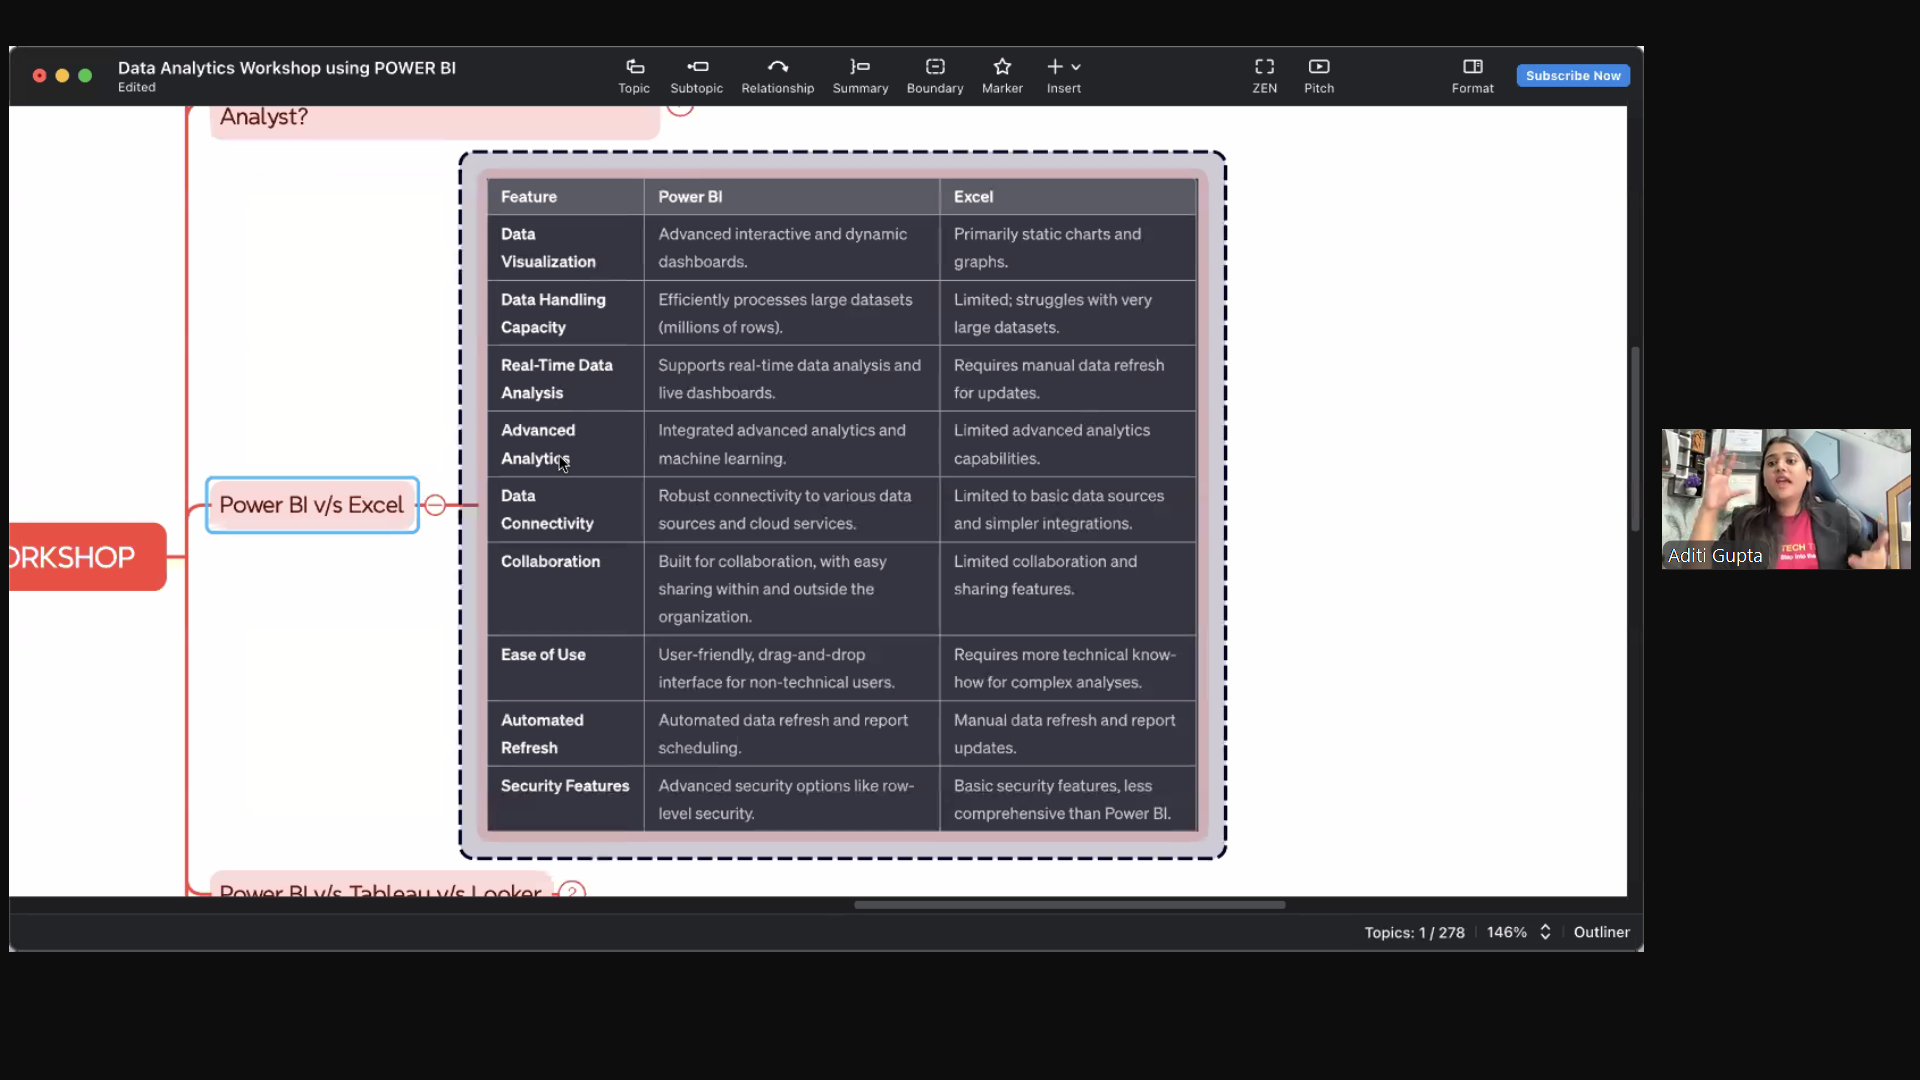 Data Analytics Workshop using POWER BI
Edited
Topic
Subtopic
Relationship
Summary
Boundary
Marker
Insert
ZEN
Pitch
Format
Subscribe Now
Analyst?
Feature Power BI Excel
Data Advanced interactive and dynamic Primarily static charts and
Visualization dashboards. graphs.
Data Handling Efficiently processes large datasets Limited; struggles with very
Capacity (millions of rows). large datasets.
Real-Time Data Supports real-time data analysis and Requires manual data refresh
Analysis live dashboards. for updates.
Advanced Integrated advanced analytics and Limited advanced analytics
Analytics machine learning. capabilities.
Data Robust connectivity to various data Limited to basic data sources
Connectivity sources and cloud services. and simpler integrations.
Collaboration Built for collaboration, with easy Limited collaboration and
sharing within and outside the sharing features.
organization.
Ease of Use User-friendly, drag-and-drop Requires more technical know-
interface for non-technical users. how for complex analyses.
Automated Automated data refresh and report Manual data refresh and report
Refresh scheduling. updates.
Security Features Advanced security options like row- Basic security features, less
level security. comprehensive than Power BI.
Power BI v/s Excel
ORKSHOP
Power BI v/s Tableau v/s Looker 2
Topics: 1 / 278
146%
Outliner
TECH
Step into the
Aditi Gupta